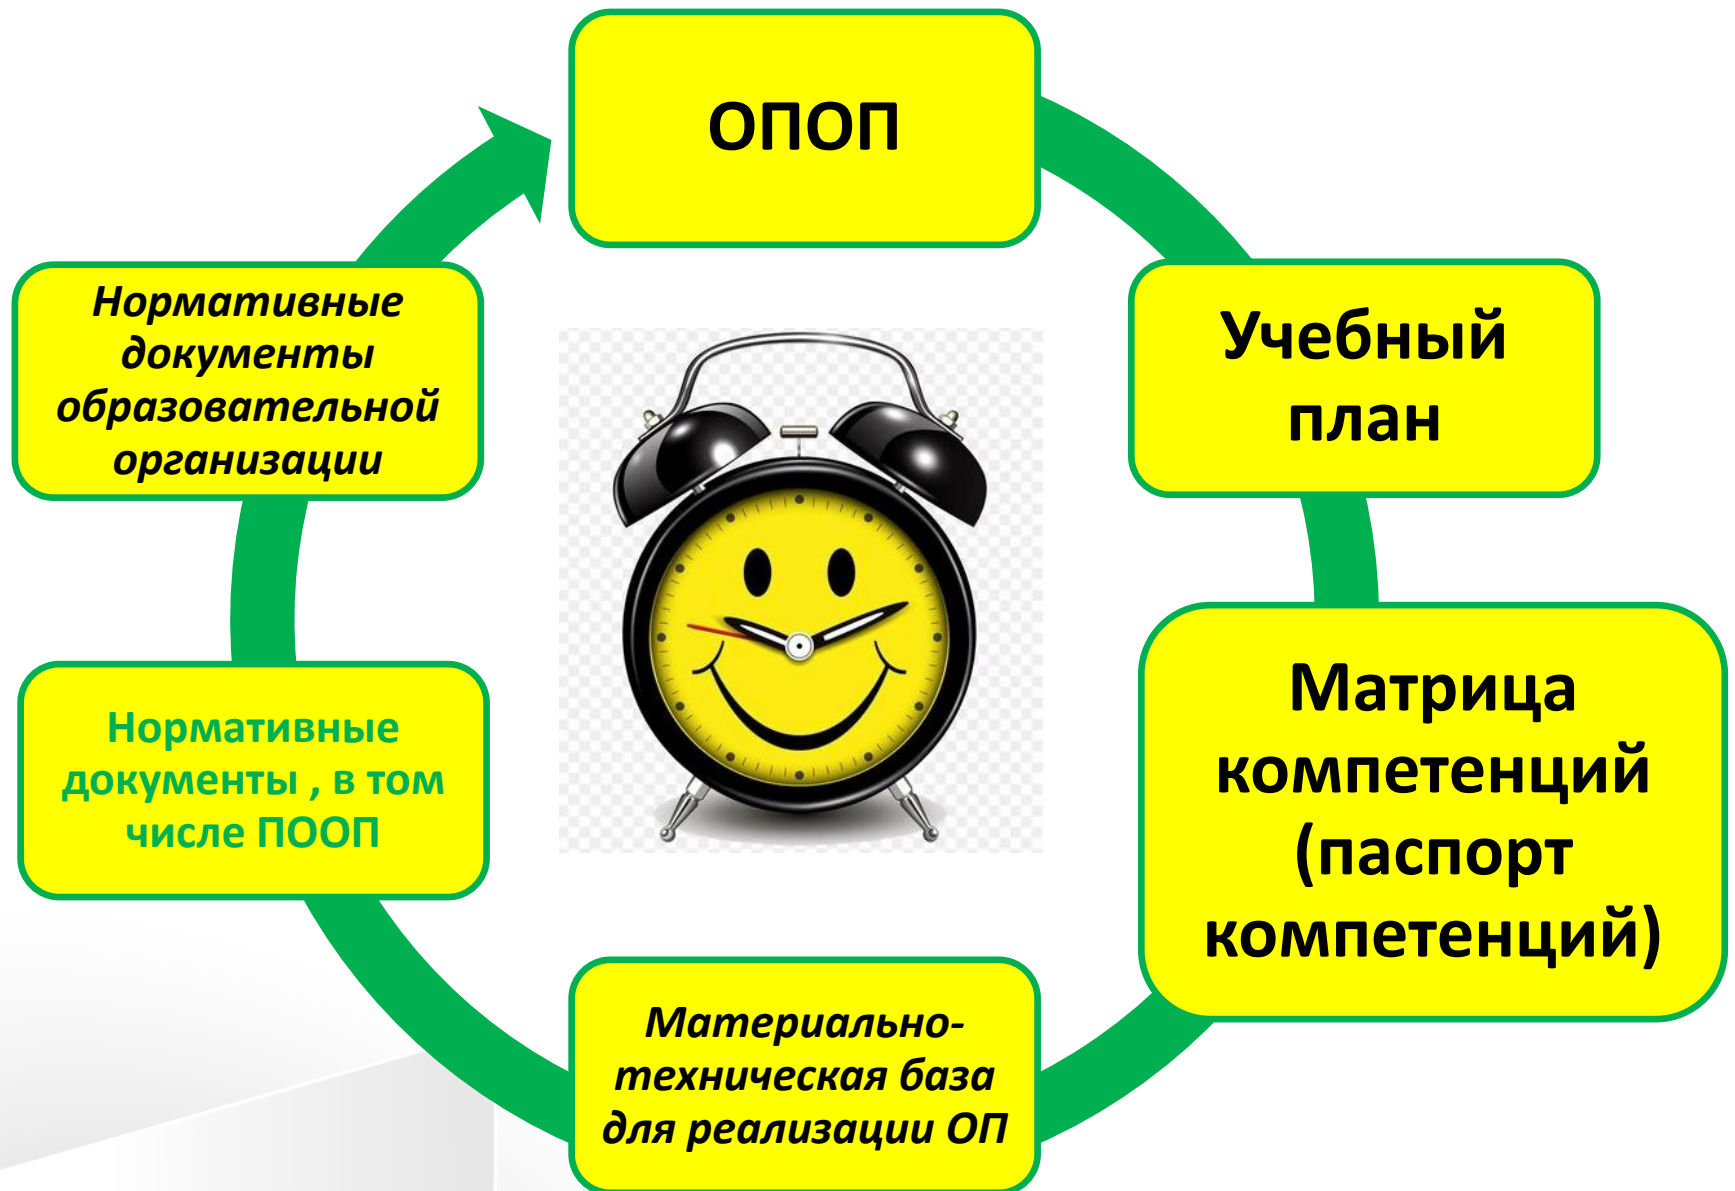 ОПОП
Учебный
план
Матрица
компетенций
(паспорт
компетенций)
Материально-
техническая база
для реализации ОП
Нормативные
документы , в том
числе ПООП
Нормативные
документы
образовательной
организации